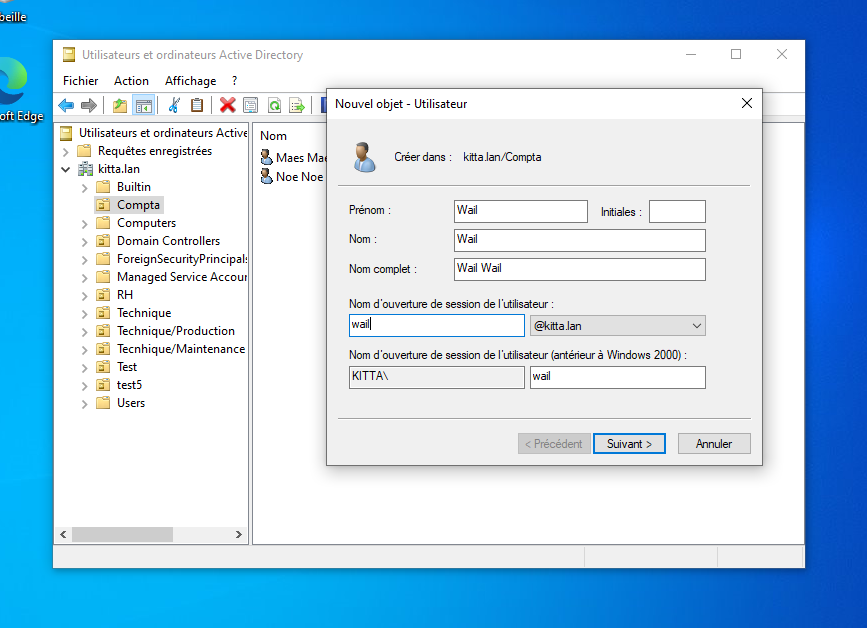 beille
oft Edge
Utilisateurs et ordinateurs Active Directory
Fichier Action Affichage ?
Utilisateurs et ordinateurs Active
Requêtes enregistrées
kitta.lan
Builtin
Compta
Computers
Domain Controllers
ForeignSecurityPrincipals
Managed Service Accour
RH
Technique
Technique/Production
Tecnhique/Maintenance
Test
test5
Users
Nom
Maes Mae
Noe Noe
Nouvel objet - Utilisateur
Créer dans : kitta.lan/Compta
Prénom : Wail Initiales :
Nom : Wail
Nom complet : Wail Wail
Nom d'ouverture de session de l'utilisateur :
wail @kitta.lan
Nom d'ouverture de session de l'utilisateur (antérieur à Windows 2000) :
KITTA\ wail
< Précédent Suivant > Annuler